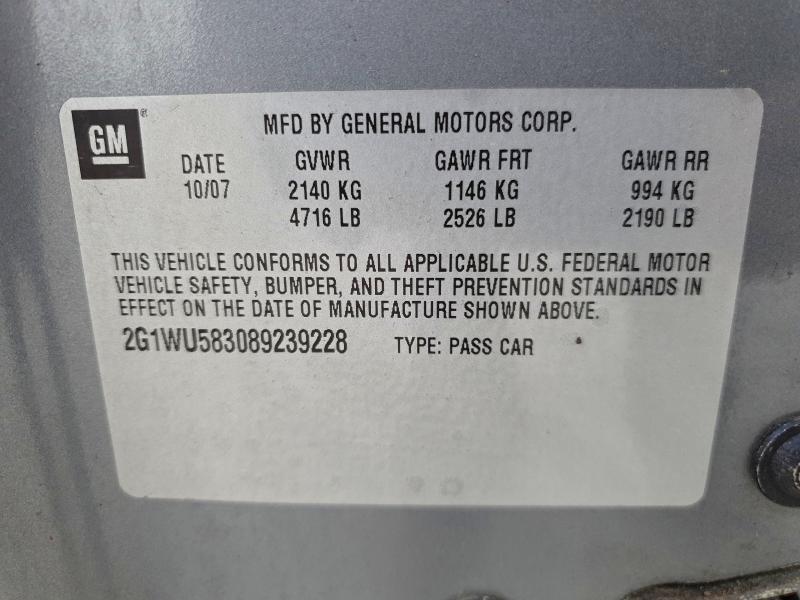 GM
MFD BY GENERAL MOTORS CORP.
DATE GVWR GAWR FRT GAWR RR
10/07 2140 KG 1146 KG 994 KG
4716 LB 2526 LB 2190 LB
THIS VEHICLE CONFORMS TO ALL APPLICABLE U.S. FEDERAL MOTOR
VEHICLE SAFETY, BUMPER, AND THEFT PREVENTION STANDARDS IN
EFFECT ON THE DATE OF MANUFACTURE SHOWN ABOVE.
2G1WU583089239228 TYPE: PASS CAR